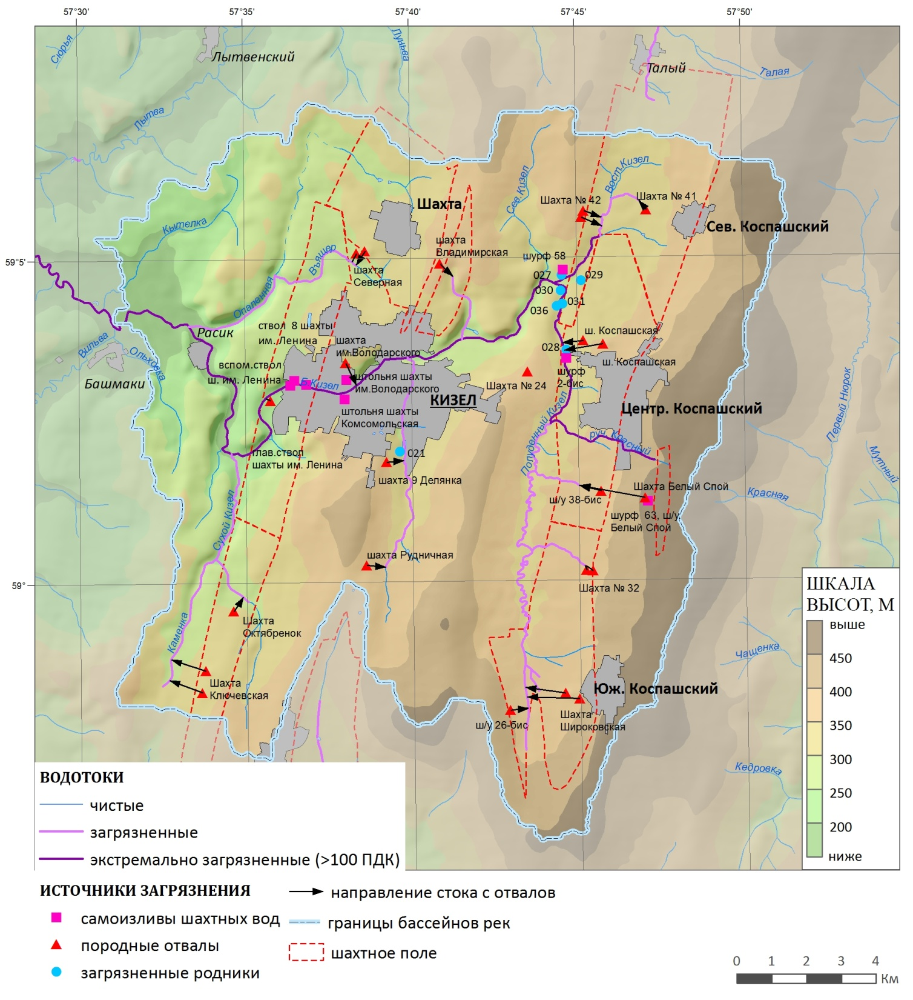 57°30'
57°35'
57°40'
57°45'
57°50'
Сюрья
Лытвенский
Луньва
Талый
Талая
Лытва
Сев.Кизел
Вост.Кизел
Шахта
Шахта № 42
Шахта № 41
Кытелка
Сев. Коспашский
шахта
Владимирская
Въящер
шурф 58
59°5'
шахта
Северная
027
029
030
031
036
Опаленная
ствол 8 шахты
им. Ленина
Расик
шахта
им.Володарского
ш. Коспашская
028
ш. Коспашская
Вильва
Ольховка
Башмаки
вспом.ствол
ш. им. Ленина
Б.Кизел
штольня шахты
им.Володарского
шурф
2-бис
Шахта № 24
КИЗЕЛ
Первый Нюрок
штольня шахты
Комсомольская
Центр. Коспашский
Полуденный Кизел
руч. Красный
глав.ствол
шахты им. Ленина
021
Мутный
шахта 9 Делянка
Шахта Белый Спой
ш/у 38-бис
Красная
шурф 63, ш/у
Белый Спой
Сухой Кизел
шахта Рудничная
59°
Шахта № 32
Шахта
Октябренок
Каменка
Чащенка
Шахта
Ключевская
Юж. Коспашский
ш/у 26-бис
Шахта
Широковская
Кедровка
ШКАЛА
ВЫСОТ, М
выше
450
400
350
300
250
200
ниже
ВОДОТОКИ
чистые
загрязненные
экстремально загрязненные (>100 ПДК)
ИСТОЧНИКИ ЗАГРЯЗНЕНИЯ
самоизливы шахтных вод
породные отвалы
загрязненные родники
направление стока с отвалов
границы бассейнов рек
шахтное поле
0 1 2 3 4
Км